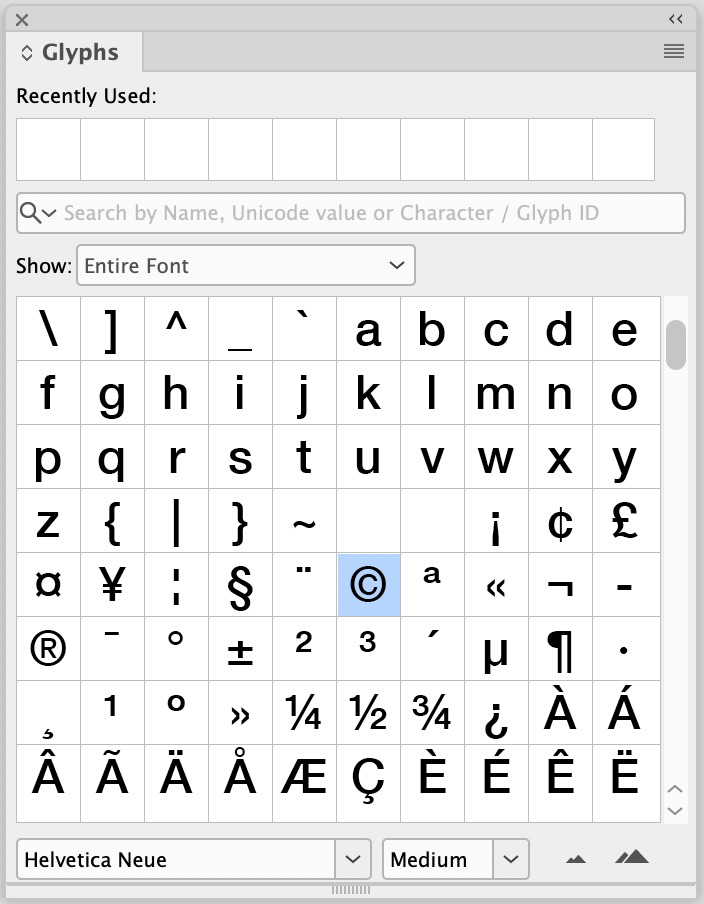 Glyphs
Recently Used:
Search by Name, Unicode value or Character / Glyph ID
Show: Entire Font
\ ] ^ _ ` a b c d e
f g h i j k l m n o
p q r s t u v w x y
z { | } ~ ¡ ¢ £
¤ ¥ ¦ § ¨ © ª « ¬ -
® ¯ ° ± ² ³ ´ µ ¶ ·
¸ ¹ º » ¼ ½ ¾ ¿ À Á
Â Ã Ä Å Æ Ç È É Ê Ë
Helvetica Neue Medium